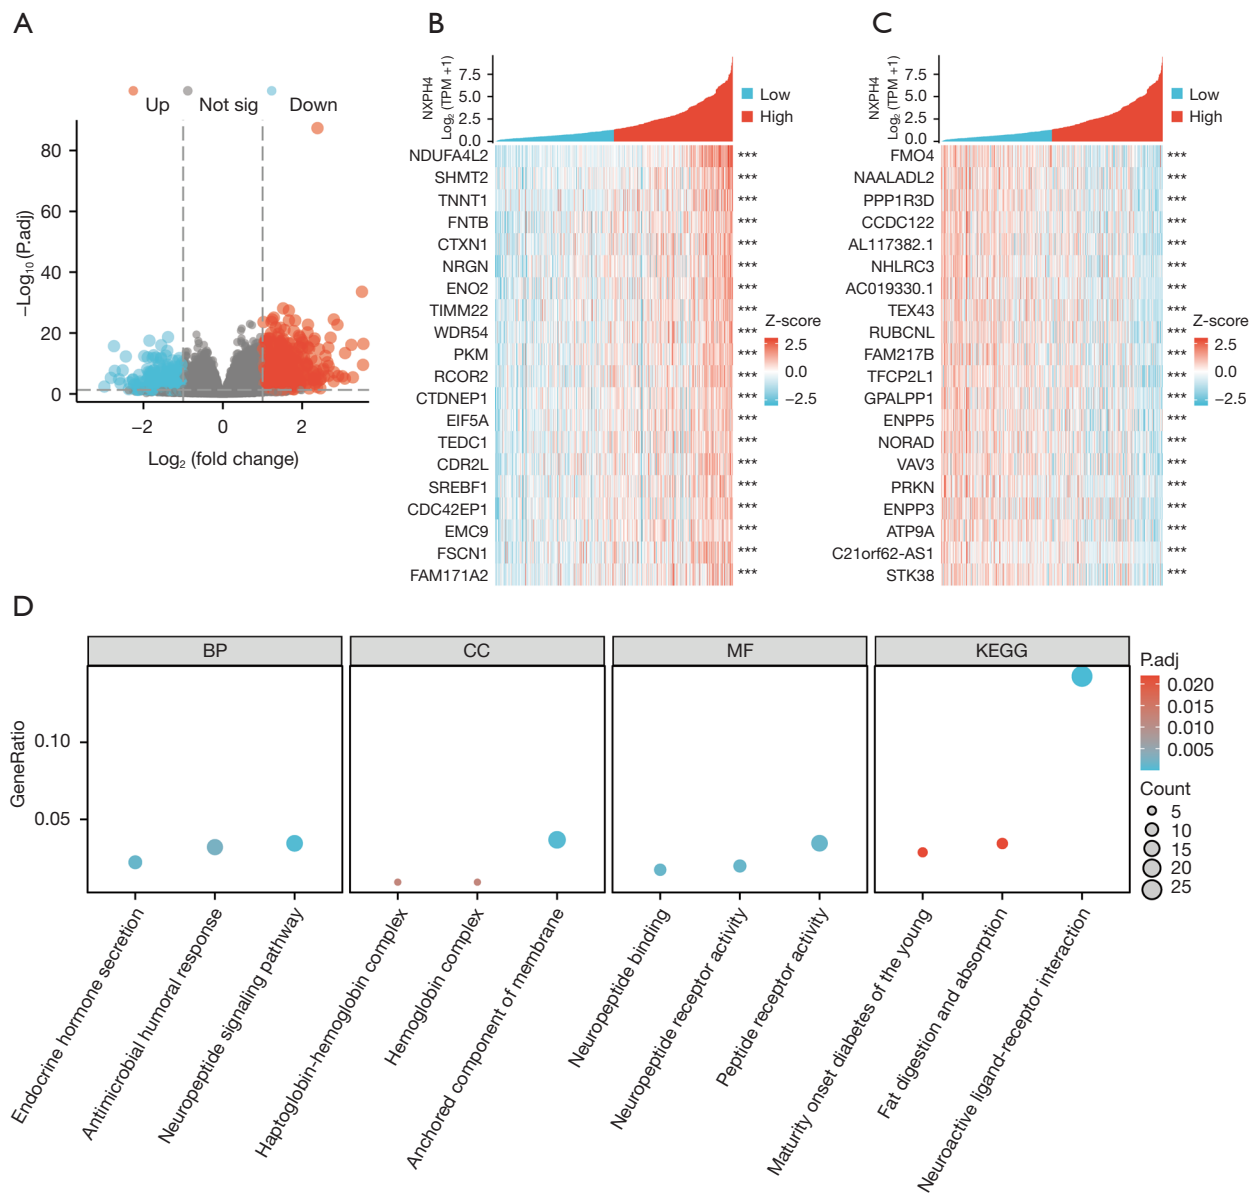 A
Up
Not sig
Down
80
60
40
20
0
−Log10 (P.adj)
−2
0
2
Log2 (fold change)
B
NXPH4
Log2 (TPM +1)
7.5
5.0
2.5
0.0
Low
High
NDUFA4L2 ***
SHMT2 ***
TNNT1 ***
FNTB ***
CTXN1 ***
NRGN ***
ENO2 ***
TIMM22 ***
WDR54 ***
PKM ***
RCOR2 ***
CTDNEP1 ***
EIF5A ***
TEDC1 ***
CDR2L ***
SREBF1 ***
CDC42EP1 ***
EMC9 ***
FSCN1 ***
FAM171A2 ***
Z-score
2.5
0.0
−2.5
C
NXPH4
Log2 (TPM +1)
7.5
5.0
2.5
0.0
Low
High
FMO4 ***
NAALADL2 ***
PPP1R3D ***
CCDC122 ***
AL117382.1 ***
NHLRC3 ***
AC019330.1 ***
TEX43 ***
RUBCNL ***
FAM217B ***
TFCP2L1 ***
GPALPP1 ***
ENPP5 ***
NORAD ***
VAV3 ***
PRKN ***
ENPP3 ***
ATP9A ***
C21orf62-AS1 ***
STK38 ***
Z-score
2.5
0.0
−2.5
D
BP
CC
MF
KEGG
GeneRatio
0.10
0.05
Endocrine hormone secretion
Antimicrobial humoral response
Neuropeptide signaling pathway
Haptoglobin-hemoglobin complex
Hemoglobin complex
Anchored component of membrane
Neuropeptide binding
Neuropeptide receptor activity
Peptide receptor activity
Maturity onset diabetes of the young
Fat digestion and absorption
Neuroactive ligand-receptor interaction
P.adj
0.020
0.015
0.010
0.005
Count
5
10
15
20
25